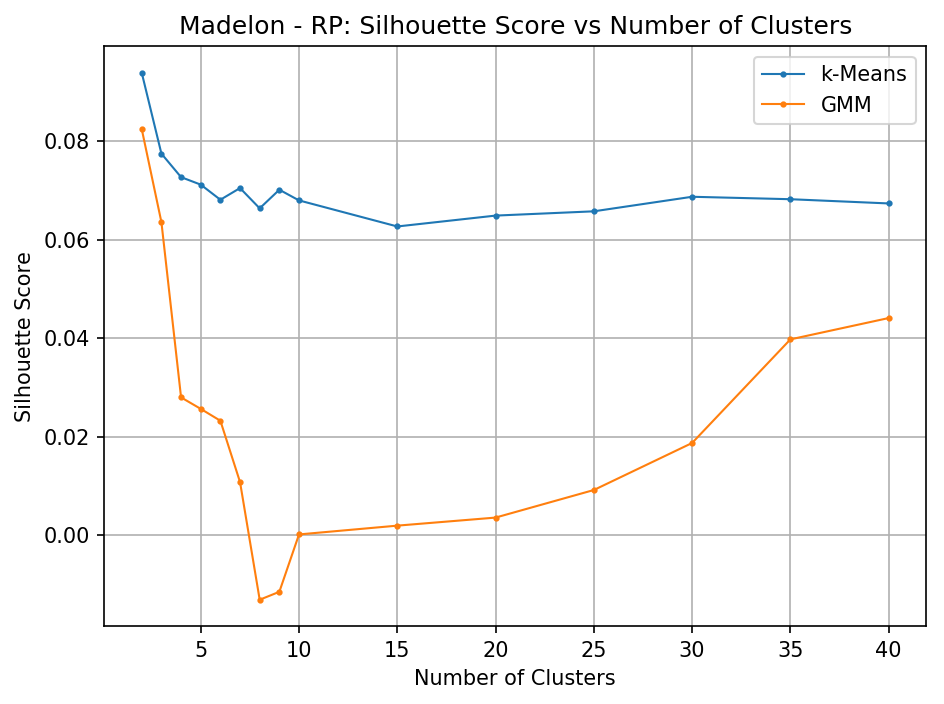 Madelon - RP: Silhouette Score vs Number of Clusters
k-Means
GMM
Silhouette Score
0.08
0.06
0.04
0.02
0.00
5 10 15 20 25 30 35 40
Number of Clusters